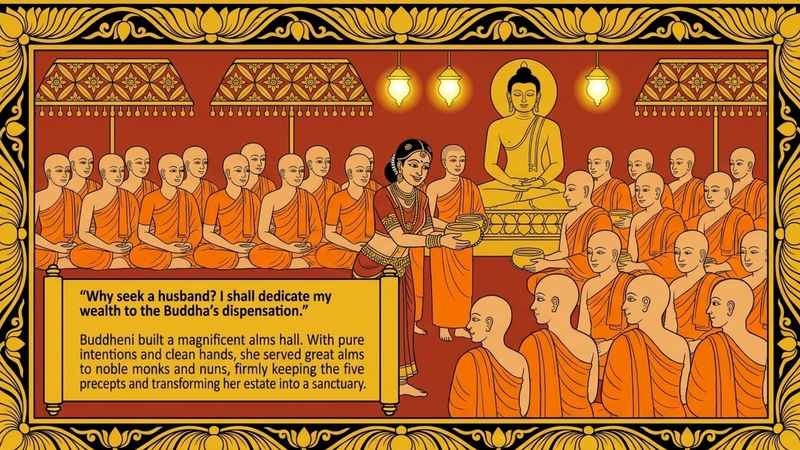 “Why seek a husband? I shall dedicate my
wealth to the Buddha’s dispensation.”
Buddheni built a magnificent alms hall. With pure
intentions and clean hands, she served great alms
to noble monks and nuns, firmly keeping the five
precepts and transforming her estate into a sanctuary.